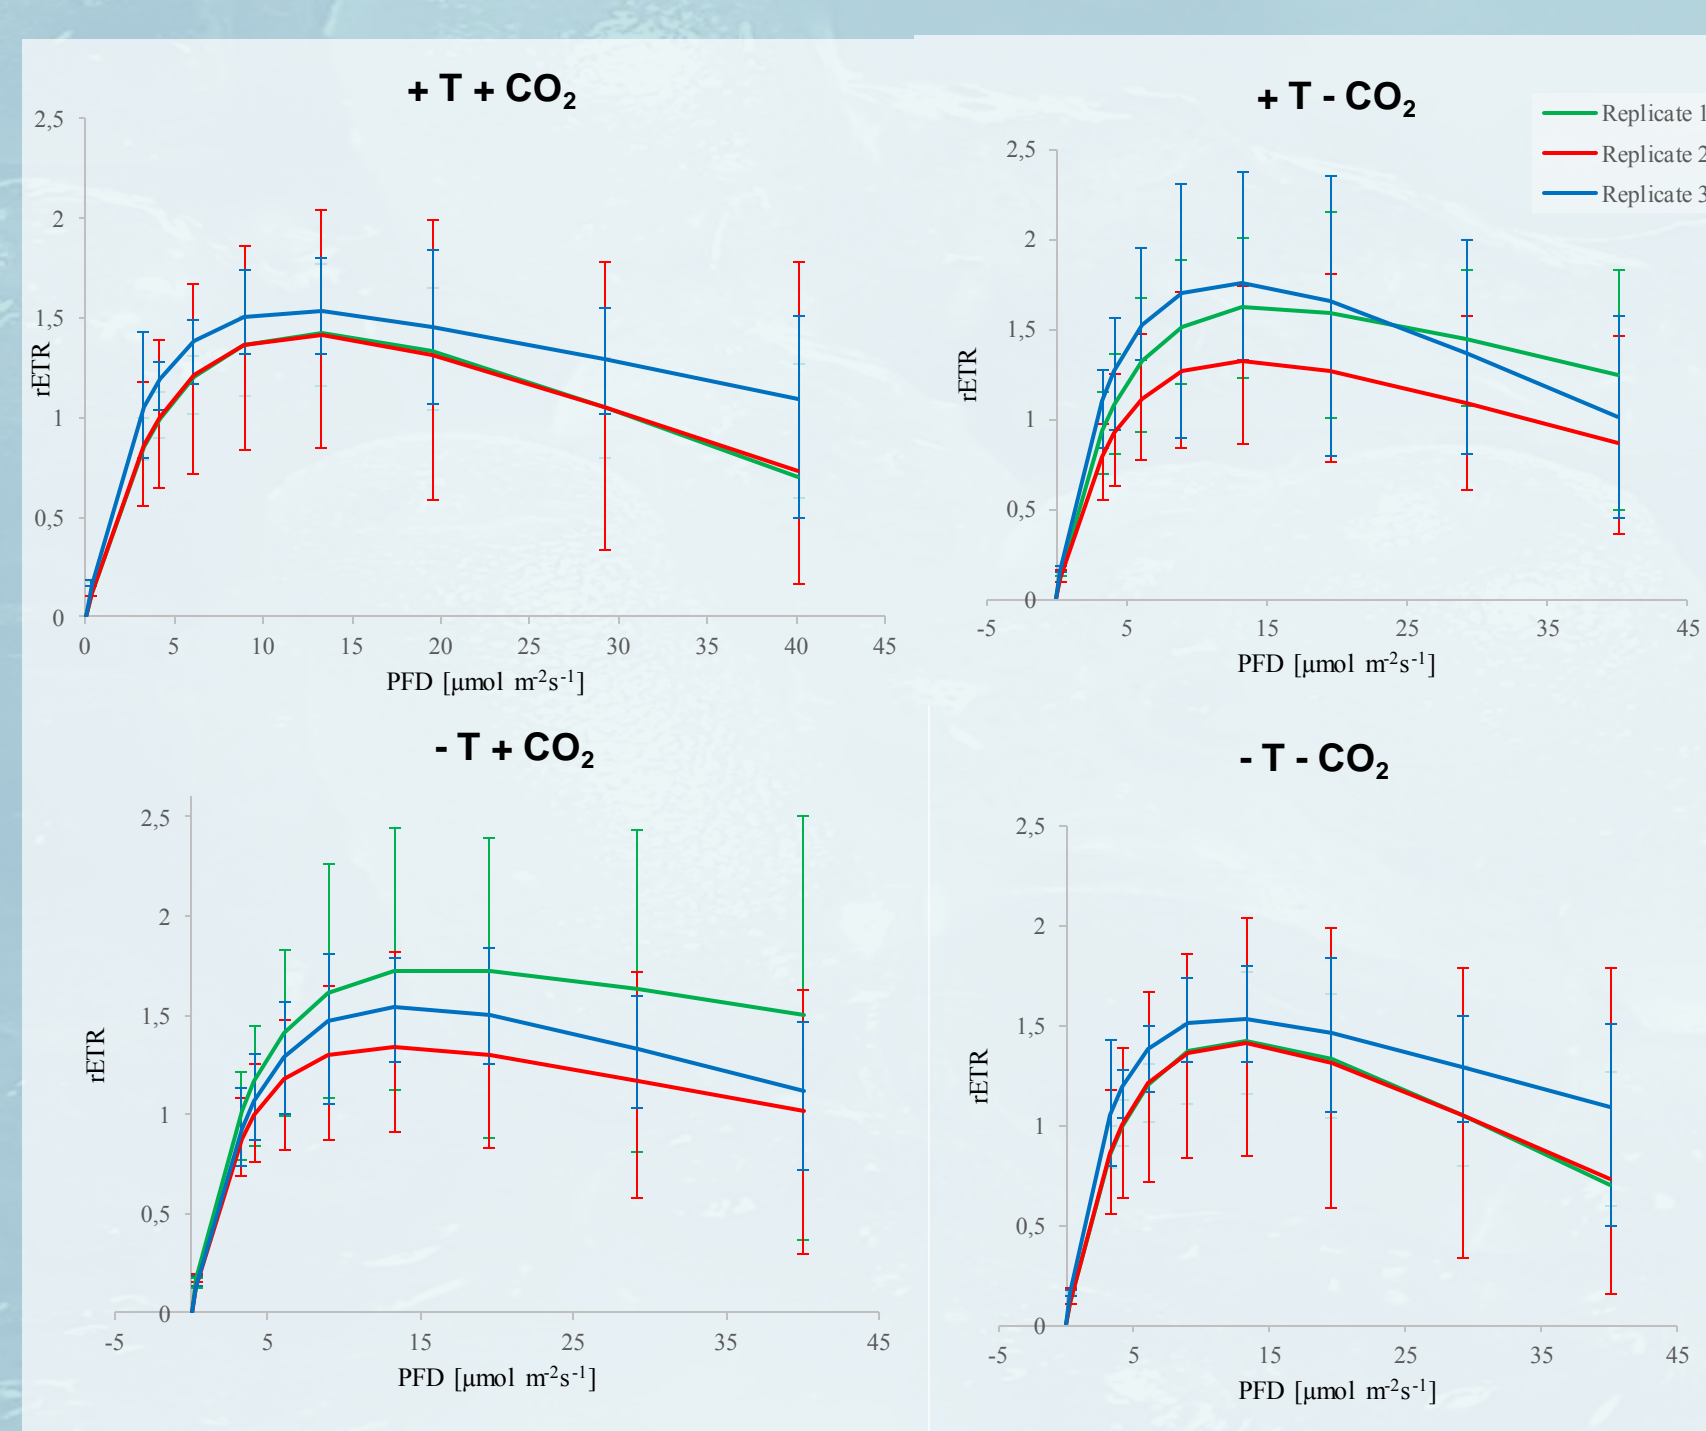 + T + CO₂
2,5
2
1,5
1
0,5
0
rETR
0 5 10 15 20 25 30 35 40 45
PFD [μmol m⁻²s⁻¹]
+ T - CO₂
Replicate 1
Replicate 2
Replicate 3
2,5
2
1,5
1
0,5
0
rETR
-5 5 15 25 35 45
PFD [μmol m⁻²s⁻¹]
- T + CO₂
2,5
2
1,5
1
0,5
0
rETR
-5 5 15 25 35 45
PFD [μmol m⁻²s⁻¹]
- T - CO₂
2,5
2
1,5
1
0,5
0
rETR
-5 5 15 25 35 45
PFD [μmol m⁻²s⁻¹]